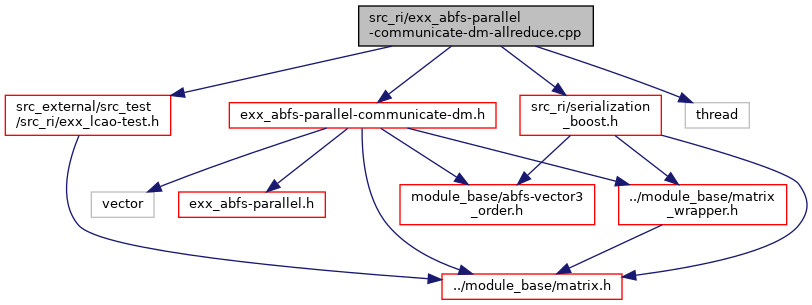 src_ri/exx_abfs-parallel
-communicate-dm-allreduce.cpp
src_external/src_test
/src_ri/exx_lcao-test.h
exx_abfs-parallel-communicate-dm.h
src_ri/serialization
_boost.h
thread
vector
exx_abfs-parallel.h
module_base/abfs-vector3
_order.h
../module_base/matrix
_wrapper.h
../module_base/matrix.h